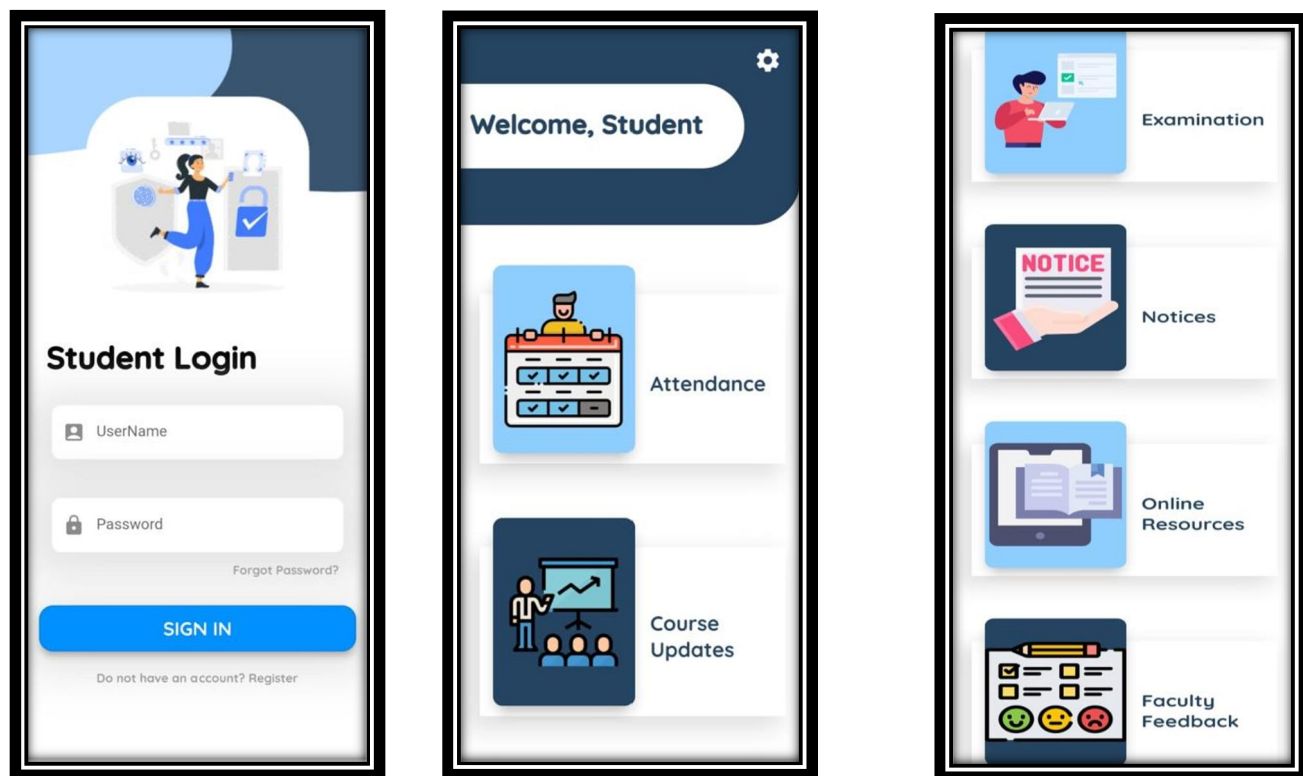 Student Login
UserName
Password
Forgot Password?
SIGN IN
Do not have an account? Register
Welcome, Student
Attendance
Course
Updates
Examination
NOTICE
Notices
Online
Resources
Faculty
Feedback